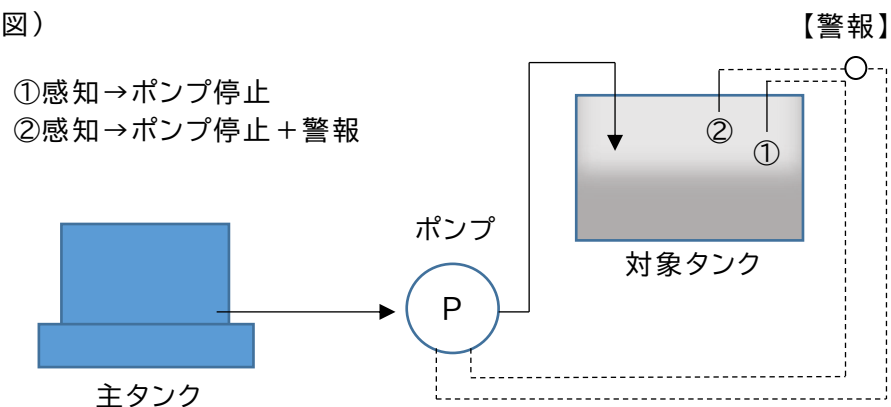 図）
【警報】
①感知→ポンプ停止
②感知→ポンプ停止＋警報
②
①
ポンプ
対象タンク
P
主タンク